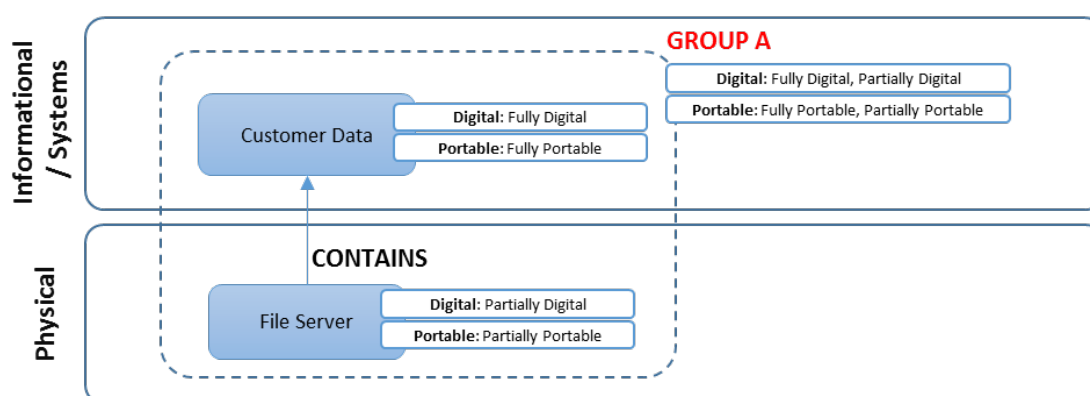 Informational
/ Systems
GROUP A
Digital: Fully Digital, Partially Digital
Portable: Fully Portable, Partially Portable
Customer Data
Digital: Fully Digital
Portable: Fully Portable
CONTAINS
Physical
File Server
Digital: Partially Digital
Portable: Partially Portable